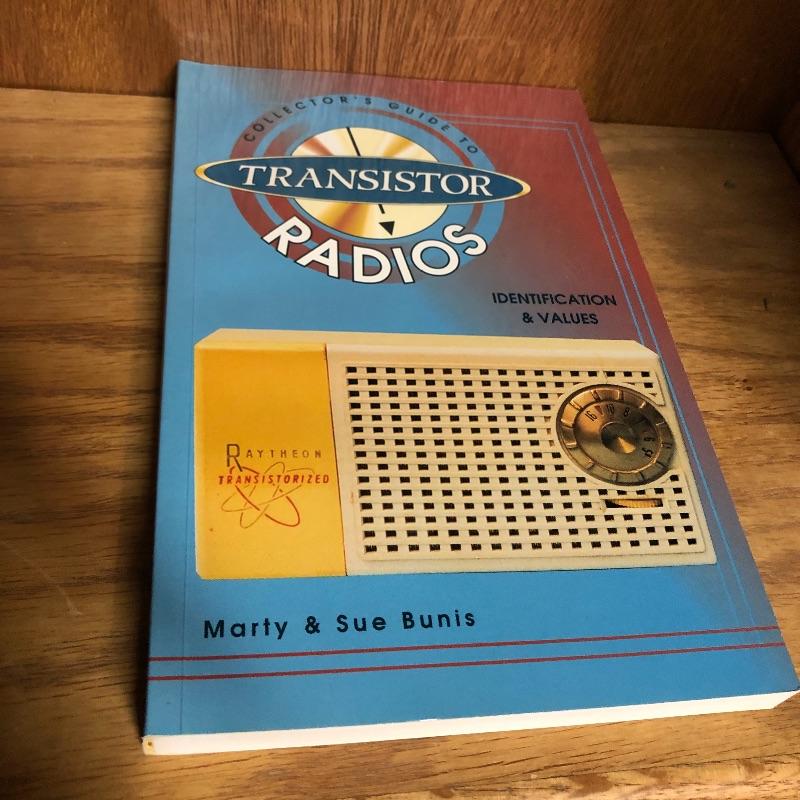 COLLECTOR'S GUIDE TO
TRANSISTOR
RADIOS
IDENTIFICATION
& VALUES
RAYTHEON
TRANSISTORIZED
Marty & Sue Bunis